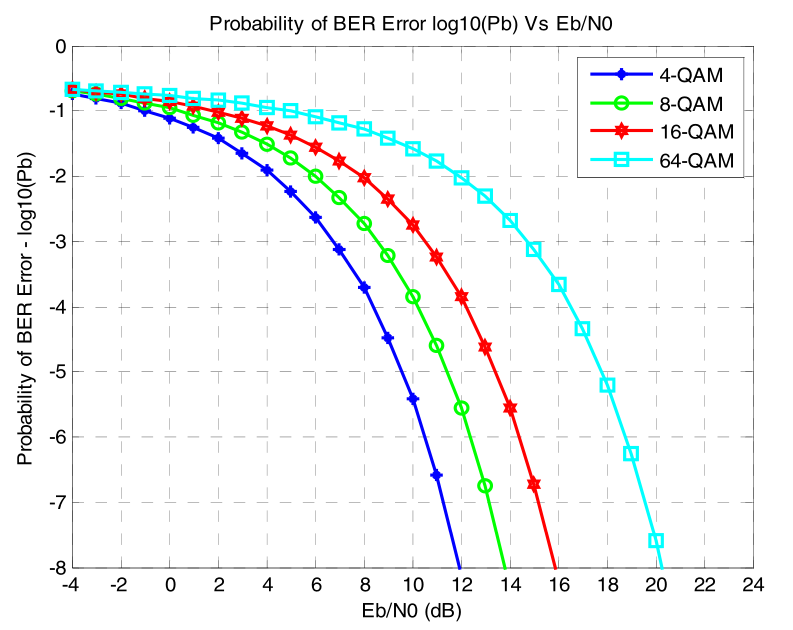 Probability of BER Error log10(Pb) Vs Eb/N0
Probability of BER Error - log10(Pb)
0
-1
-2
-3
-4
-5
-6
-7
-8
4-QAM
8-QAM
16-QAM
64-QAM
-4 -2 0 2 4 6 8 10 12 14 16 18 20 22 24
Eb/N0 (dB)